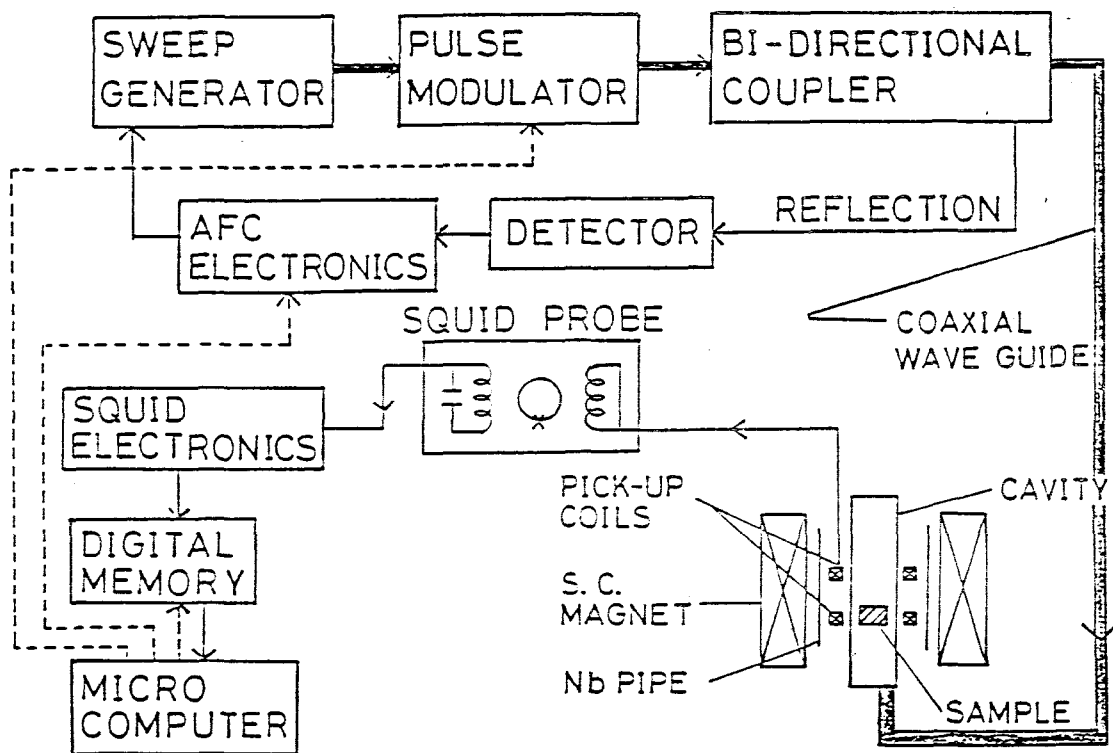 SWEEP
GENERATOR
PULSE
MODULATOR
BI-DIRECTIONAL
COUPLER
AFC
ELECTRONICS
DETECTOR
REFLECTION
SQUID PROBE
COAXIAL
WAVE GUIDE
SQUID
ELECTRONICS
PICK-UP
COILS
CAVITY
DIGITAL
MEMORY
S. C.
MAGNET
Nb PIPE
SAMPLE
MICRO
COMPUTER